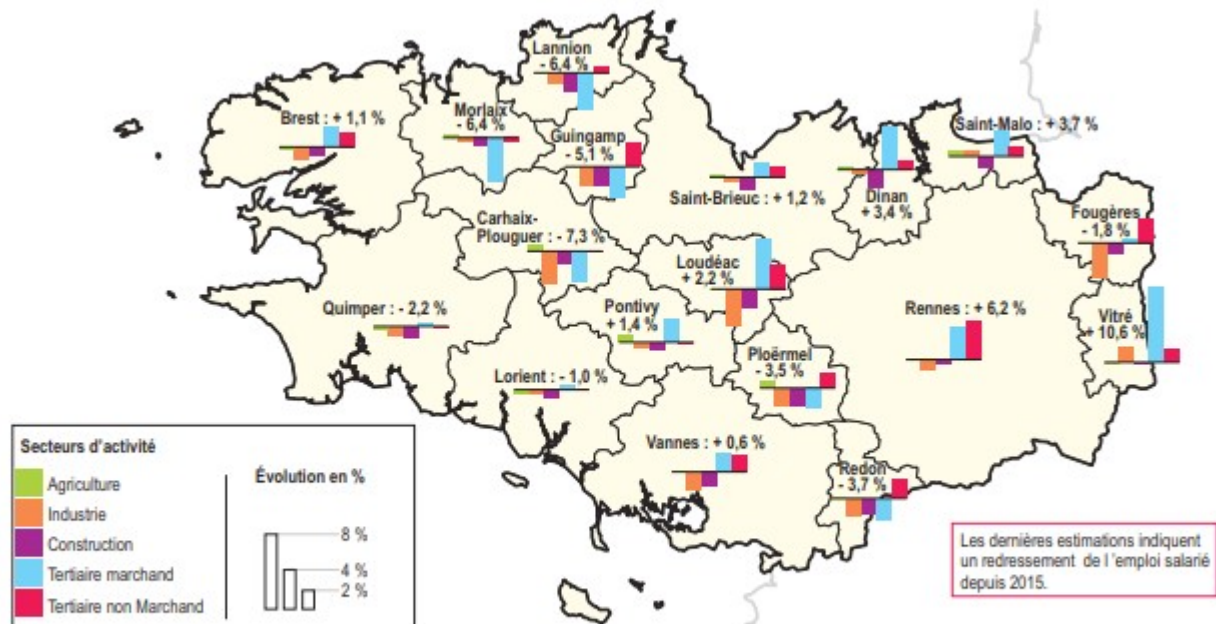 Lannion
- 6,4 %
Brest : + 1,1 %
Morlaix
- 6,4 %
Guingamp
- 5,1 %
Saint-Malo : + 3,7 %
Saint-Brieuc : + 1,2 %
Dinan
+ 3,4 %
Fougères
- 1,8 %
Carhaix-
Plouguer : - 7,3 %
Loudéac
+ 2,2 %
Quimper : - 2,2 %
Pontivy
+ 1,4 %
Rennes : + 6,2 %
Vitré
+ 10,6 %
Ploërmel
- 3,5 %
Lorient : - 1,0 %
Vannes : + 0,6 %
Redon
- 3,7 %
Secteurs d'activité
Agriculture
Industrie
Construction
Tertiaire marchand
Tertiaire non Marchand
Évolution en %
8 %
4 %
2 %
Les dernières estimations indiquent
un redressement de l 'emploi salarié
depuis 2015.